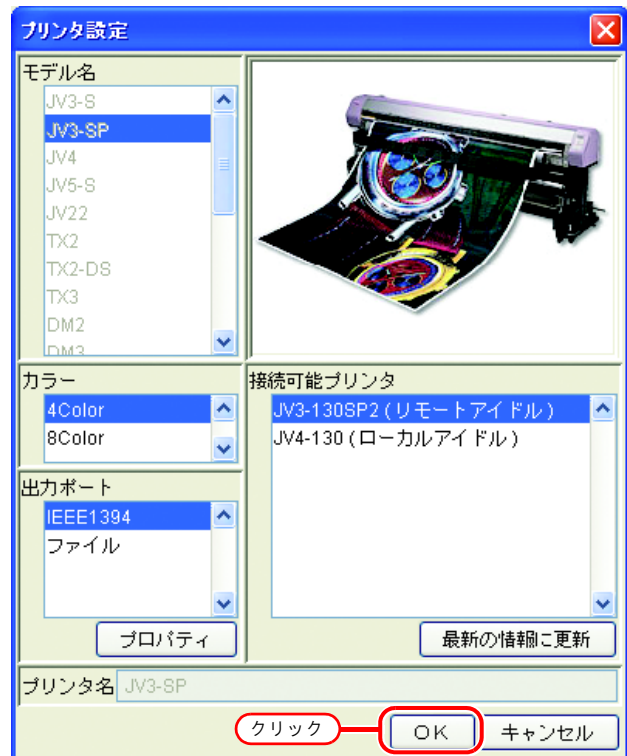 プリンタ設定
モデル名
JV3-S
JV3-SP
JV4
JV5-S
JV22
TX2
TX2-DS
TX3
DM2
DM3
カラー
4Color
8Color
出力ポート
IEEE1394
ファイル
プロパティ
接続可能プリンタ
JV3-130SP2 (リモートアイドル)
JV4-130 (ローカルアイドル)
最新の情報に更新
プリンタ名 JV3-SP
クリック
OK
キャンセル